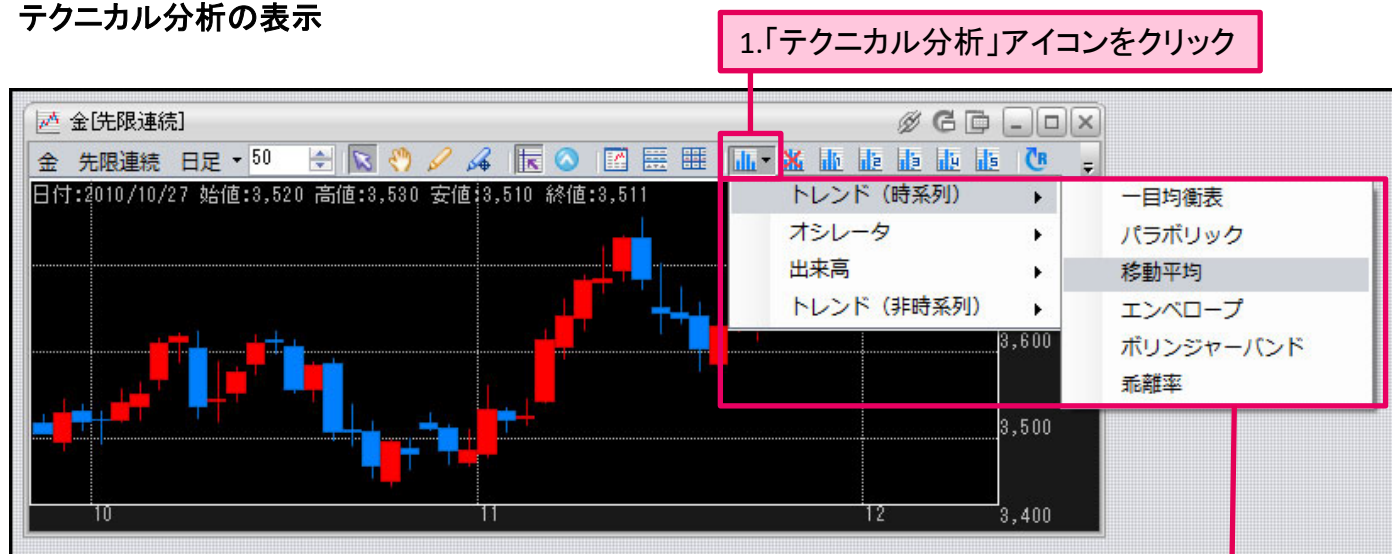 テクニカル分析の表示
1.「テクニカル分析」アイコンをクリック
金[先限連続]
金 先限連続 日足 50
日付:2010/10/27 始値:3,520 高値:3,530 安値:3,510 終値:3,511
トレンド（時系列）
オシレータ
出来高
トレンド（非時系列）
一目均衡表
パラボリック
移動平均
エンベロープ
ボリンジャーバンド
乖離率
3,600
3,500
3,400
10 11 12